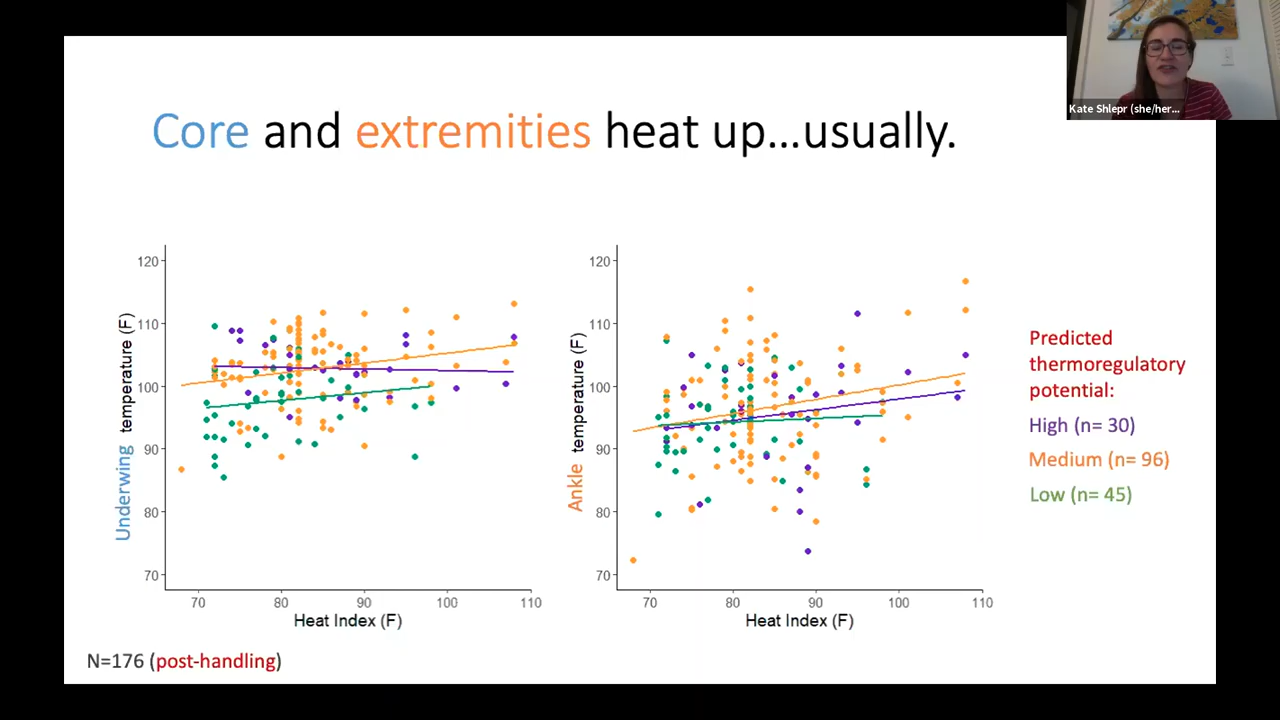 Kate Shlepr (she/her...
Core and extremities heat up...usually.
Underwing temperature (F)
120
110
100
90
80
70
70 80 90 100 110
Heat Index (F)
Ankle temperature (F)
120
110
100
90
80
70
70 80 90 100 110
Heat Index (F)
Predicted
thermoregulatory
potential:
High (n= 30)
Medium (n= 96)
Low (n= 45)
N=176 (post-handling)